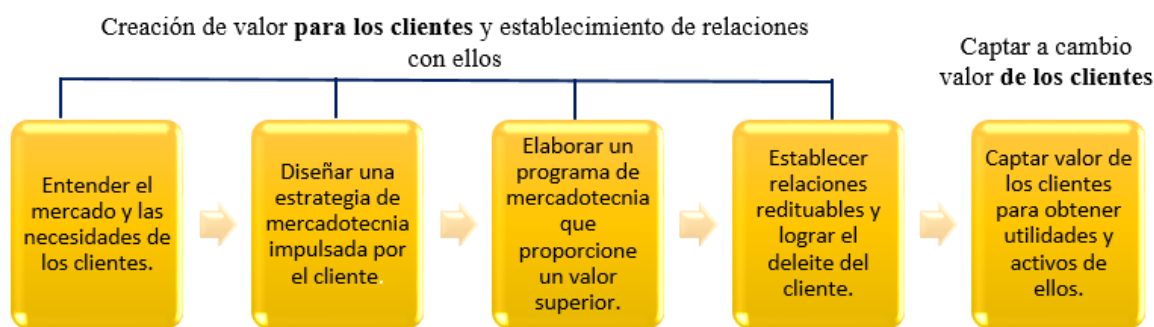 Creación de valor para los clientes y establecimiento de relaciones
con ellos
Captar a cambio
valor de los clientes
Entender el
mercado y las
necesidades de
los clientes.
Diseñar una
estrategia de
mercadotecnia
impulsada por
el cliente.
Elaborar un
programa de
mercadotecnia
que
proporcione
un valor
superior.
Establecer
relaciones
redituables y
lograr el
deleite del
cliente.
Captar valor de
los clientes
para obtener
utilidades y
activos de
ellos.